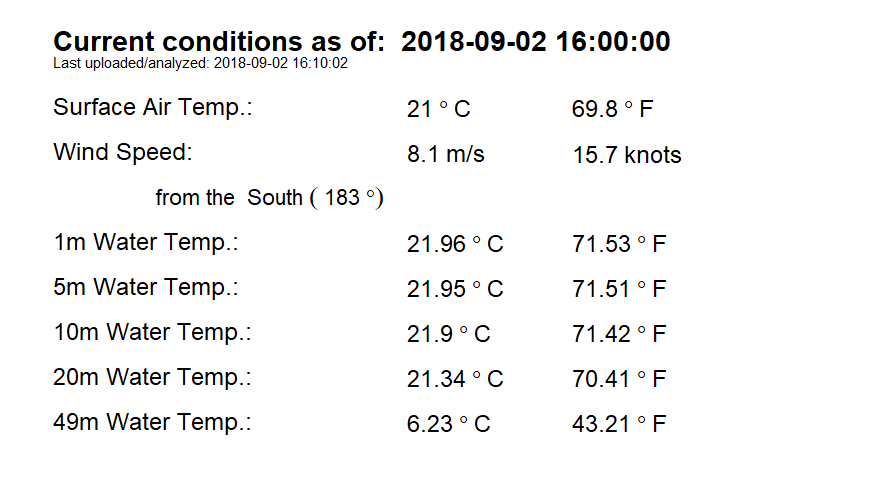 Current conditions as of: 2018-09-02 16:00:00
Last uploaded/analyzed: 2018-09-02 16:10:02
Surface Air Temp.: 21 ° C 69.8 ° F
Wind Speed: 8.1 m/s 15.7 knots
from the South ( 183 °)
1m Water Temp.: 21.96 ° C 71.53 ° F
5m Water Temp.: 21.95 ° C 71.51 ° F
10m Water Temp.: 21.9 ° C 71.42 ° F
20m Water Temp.: 21.34 ° C 70.41 ° F
49m Water Temp.: 6.23 ° C 43.21 ° F